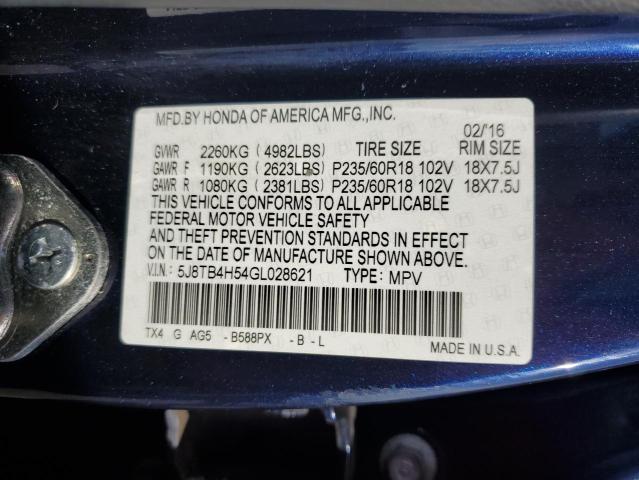 MFD.BY HONDA OF AMERICA MFG.,INC.
02/'16
GVWR 2260KG (4982LBS) TIRE SIZE RIM SIZE
GAWR F 1190KG (2623LBS) P235/60R18 102V 18X7.5J
GAWR R 1080KG (2381LBS) P235/60R18 102V 18X7.5J
THIS VEHICLE CONFORMS TO ALL APPLICABLE
FEDERAL MOTOR VEHICLE SAFETY
AND THEFT PREVENTION STANDARDS IN EFFECT
ON THE DATE OF MANUFACTURE SHOWN ABOVE.
V.I.N: 5J8TB4H54GL028621 TYPE: MPV
TX4 G AG5 -B588PX -B -L
MADE IN U.S.A.